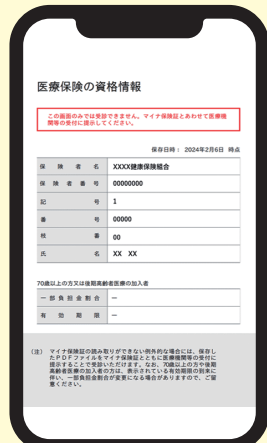 医療保険の資格情報
この画面のみでは受診できません。マイナ保険証とあわせて医療機
関等の受付に提示してください。
保存日時： 2024年2月6日 時点
保険者名 XXXX健康保険組合
保険者番号 00000000
記号 1
番号 00000
枝番 00
氏名 XX XX
70歳以上の方又は後期高齢者医療の加入者
一部負担金割合 －
有効期限 －
（注） マイナ保険証の読み取りができない例外的な場合には、保存し
たPDFファイルをマイナ保険証とともに医療機関等の受付に
提示することで受診いただけます。なお、70歳以上の方や後期
高齢者医療の加入者の方は、表示されている有効期限の到来に
伴い、一部負担金割合が変更になる場合がありますので、ご留
意ください。